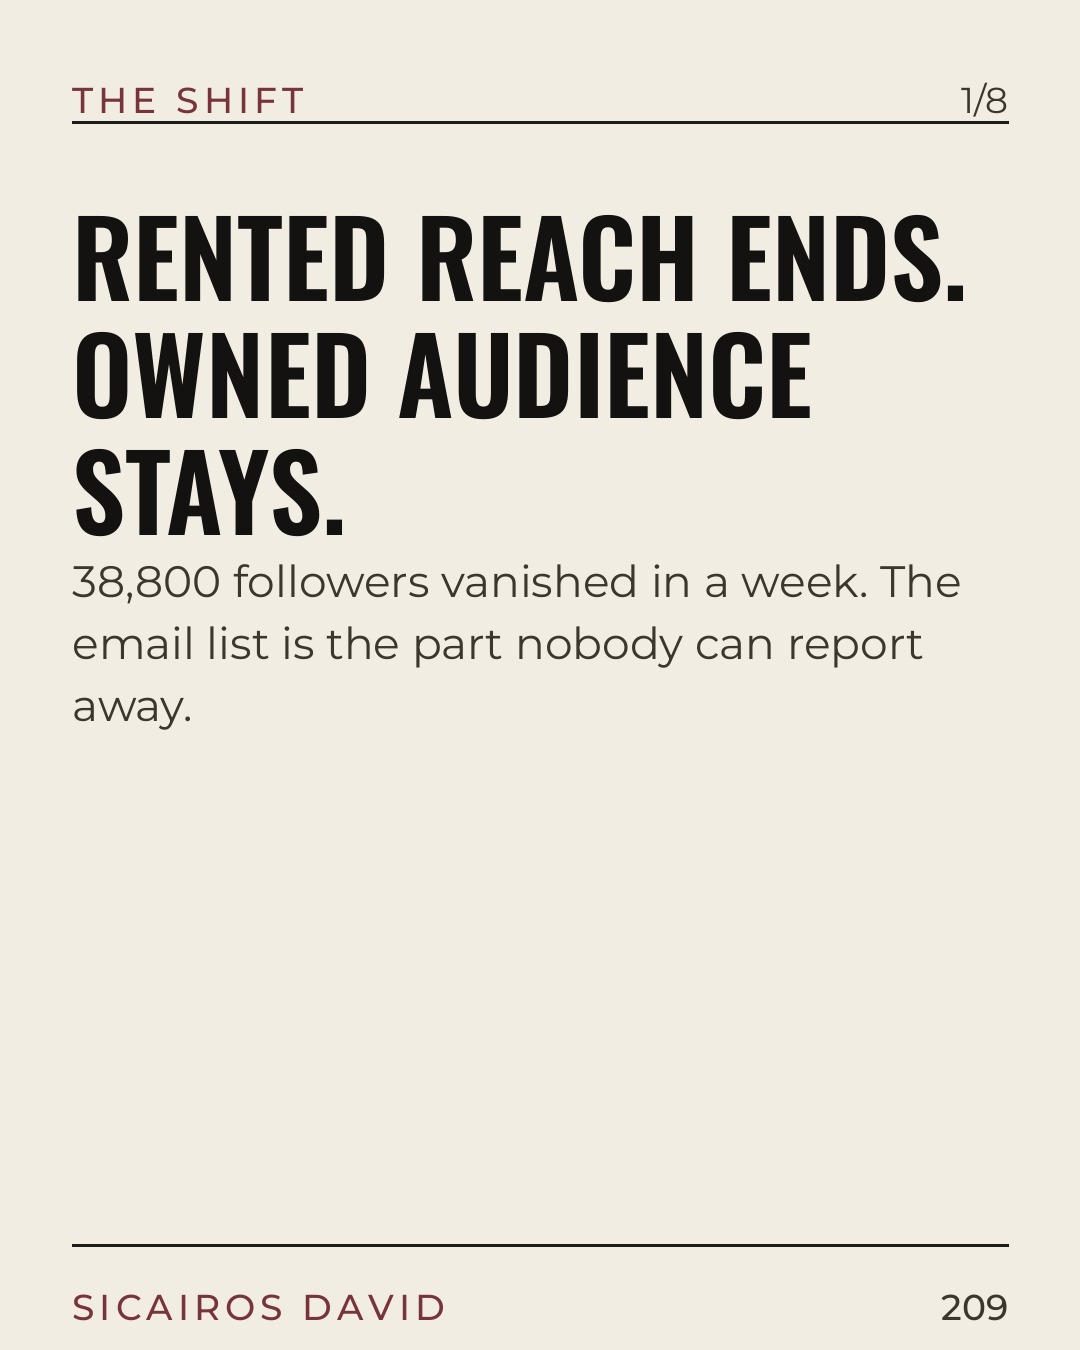 THE SHIFT
1/8
RENTED REACH ENDS.
OWNED AUDIENCE
STAYS.
38,800 followers vanished in a week. The
email list is the part nobody can report
away.
SICAIROS DAVID
209